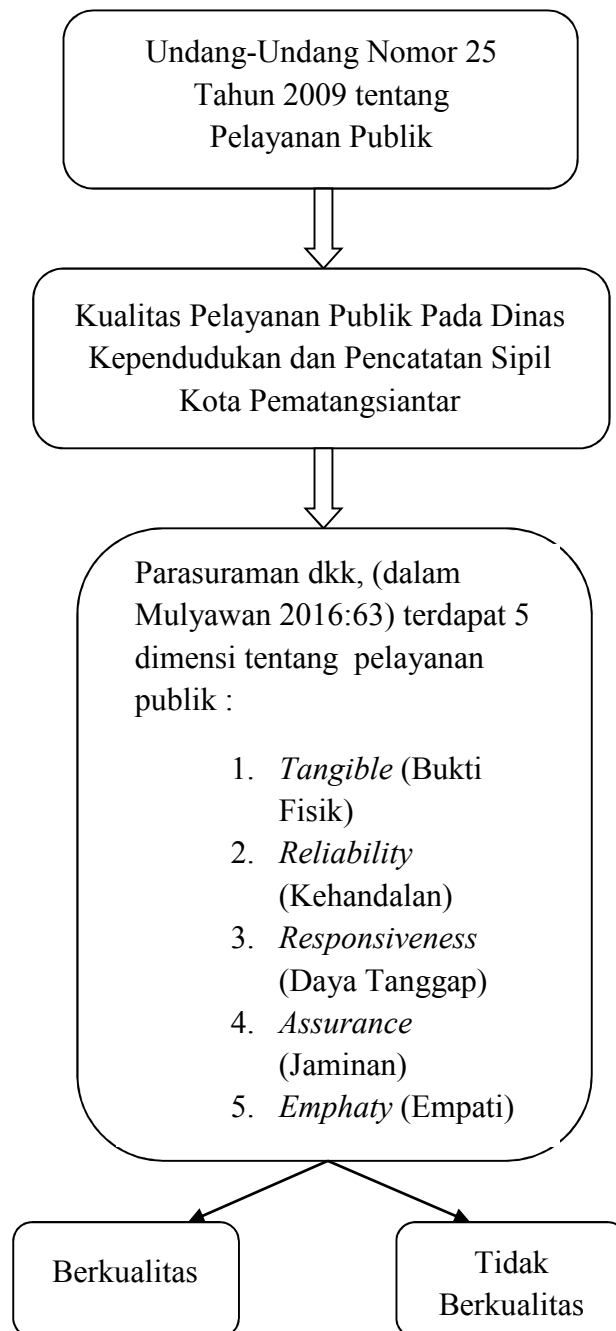 Undang-Undang Nomor 25
Tahun 2009 tentang
Pelayanan Publik
Kualitas Pelayanan Publik Pada Dinas
Kependudukan dan Pencatatan Sipil
Kota Pematangsiantar
Parasuraman dkk, (dalam
Mulyawan 2016:63) terdapat 5
dimensi tentang pelayanan
publik :
1. Tangible (Bukti
Fisik)
2. Reliability
(Kehandalan)
3. Responsiveness
(Daya Tanggap)
4. Assurance
(Jaminan)
5. Emphaty (Empati)
Berkualitas
Tidak
Berkualitas